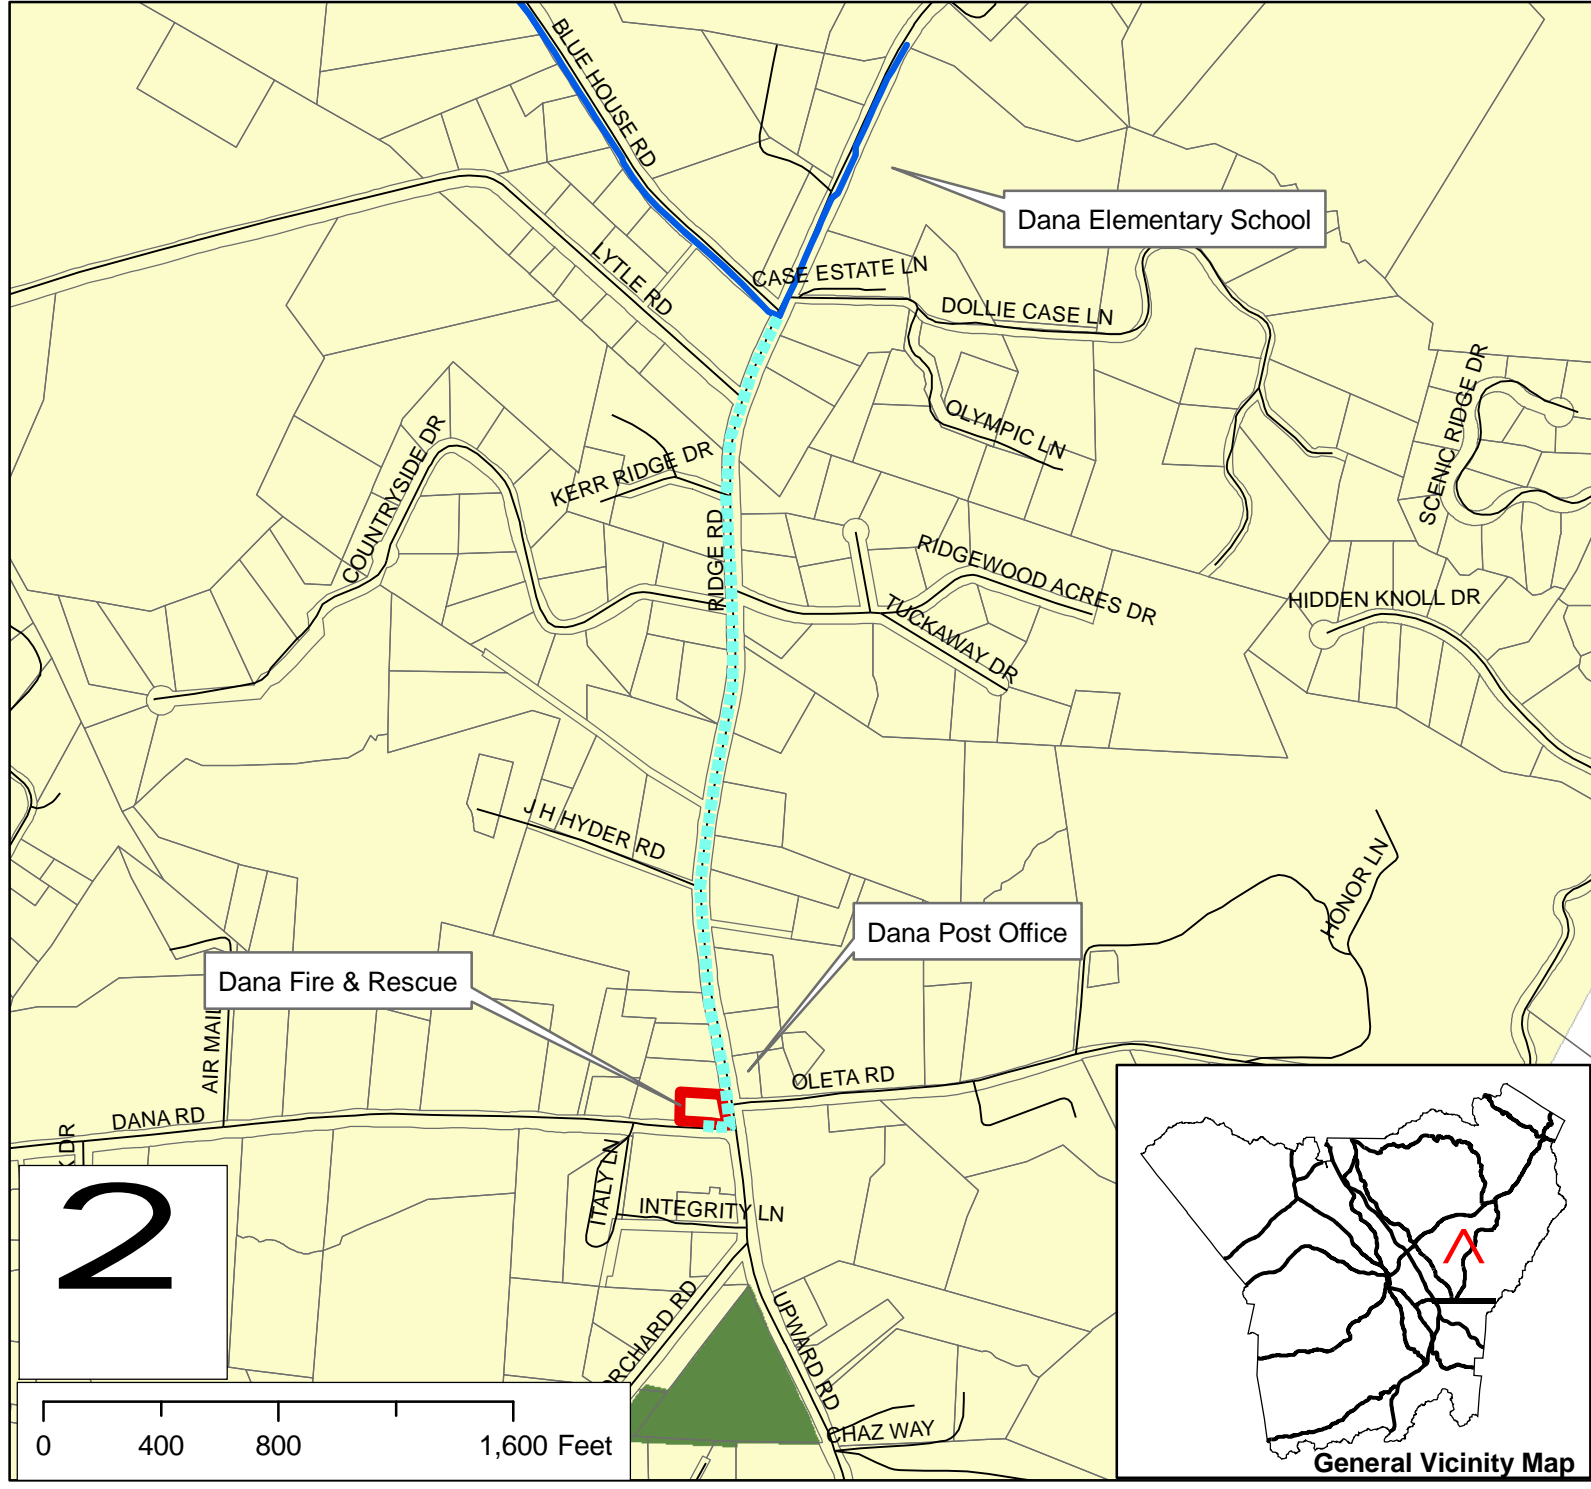 BLUE HOUSE RD
Dana Elementary School
CASE ESTATE LN
LYTLE RD
DOLLIE CASE LN
SCENIC RIDGE DR
OLYMPIC LN
COUNTRYSIDE DR
KERR RIDGE DR
RIDGE RD
RIDGEWOOD ACRES DR
HIDDEN KNOLL DR
TUCKAWAY DR
J H HYDER RD
HONOR LN
Dana Post Office
Dana Fire & Rescue
AIR MAIL
OLETA RD
DANA RD
K DR
ITALY LN
INTEGRITY LN
2
ORCHARD RD
UPWARD RD
CHAZ WAY
0 400 800 1,600 Feet
General Vicinity Map